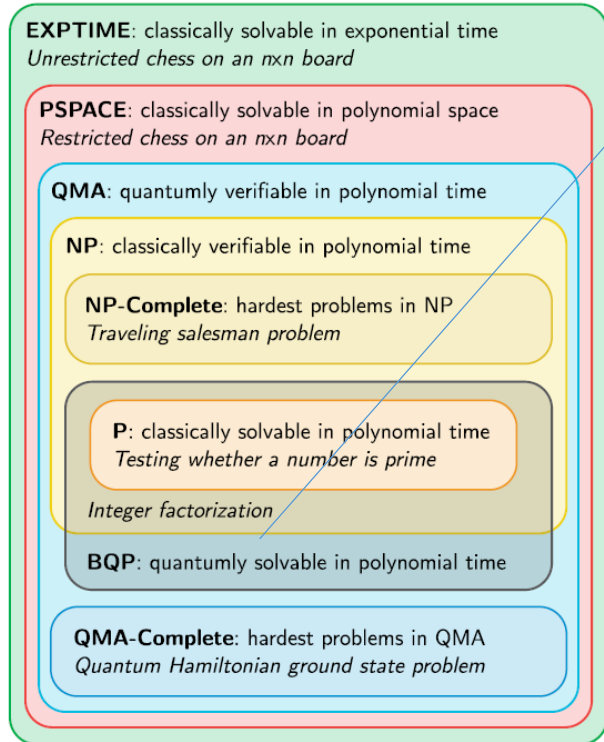 EXPTIME: classically solvable in exponential time
Unrestricted chess on an nxn board
PSPACE: classically solvable in polynomial space
Restricted chess on an nxn board
QMA: quantumly verifiable in polynomial time
NP: classically verifiable in polynomial time
NP-Complete: hardest problems in NP
Traveling salesman problem
P: classically solvable in polynomial time
Testing whether a number is prime
Integer factorization
BQP: quantumly solvable in polynomial time
QMA-Complete: hardest problems in QMA
Quantum Hamiltonian ground state problem